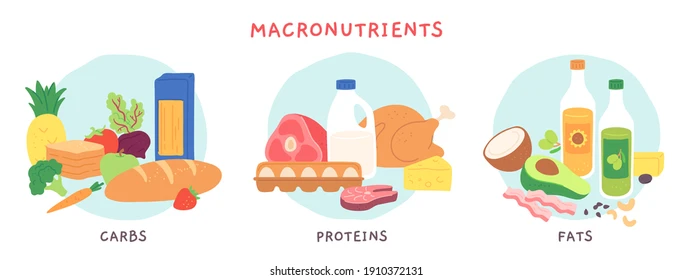 MACRONUTRIENTS
CARBS
PROTEINS
FATS
shutterstock.com · 1910372131